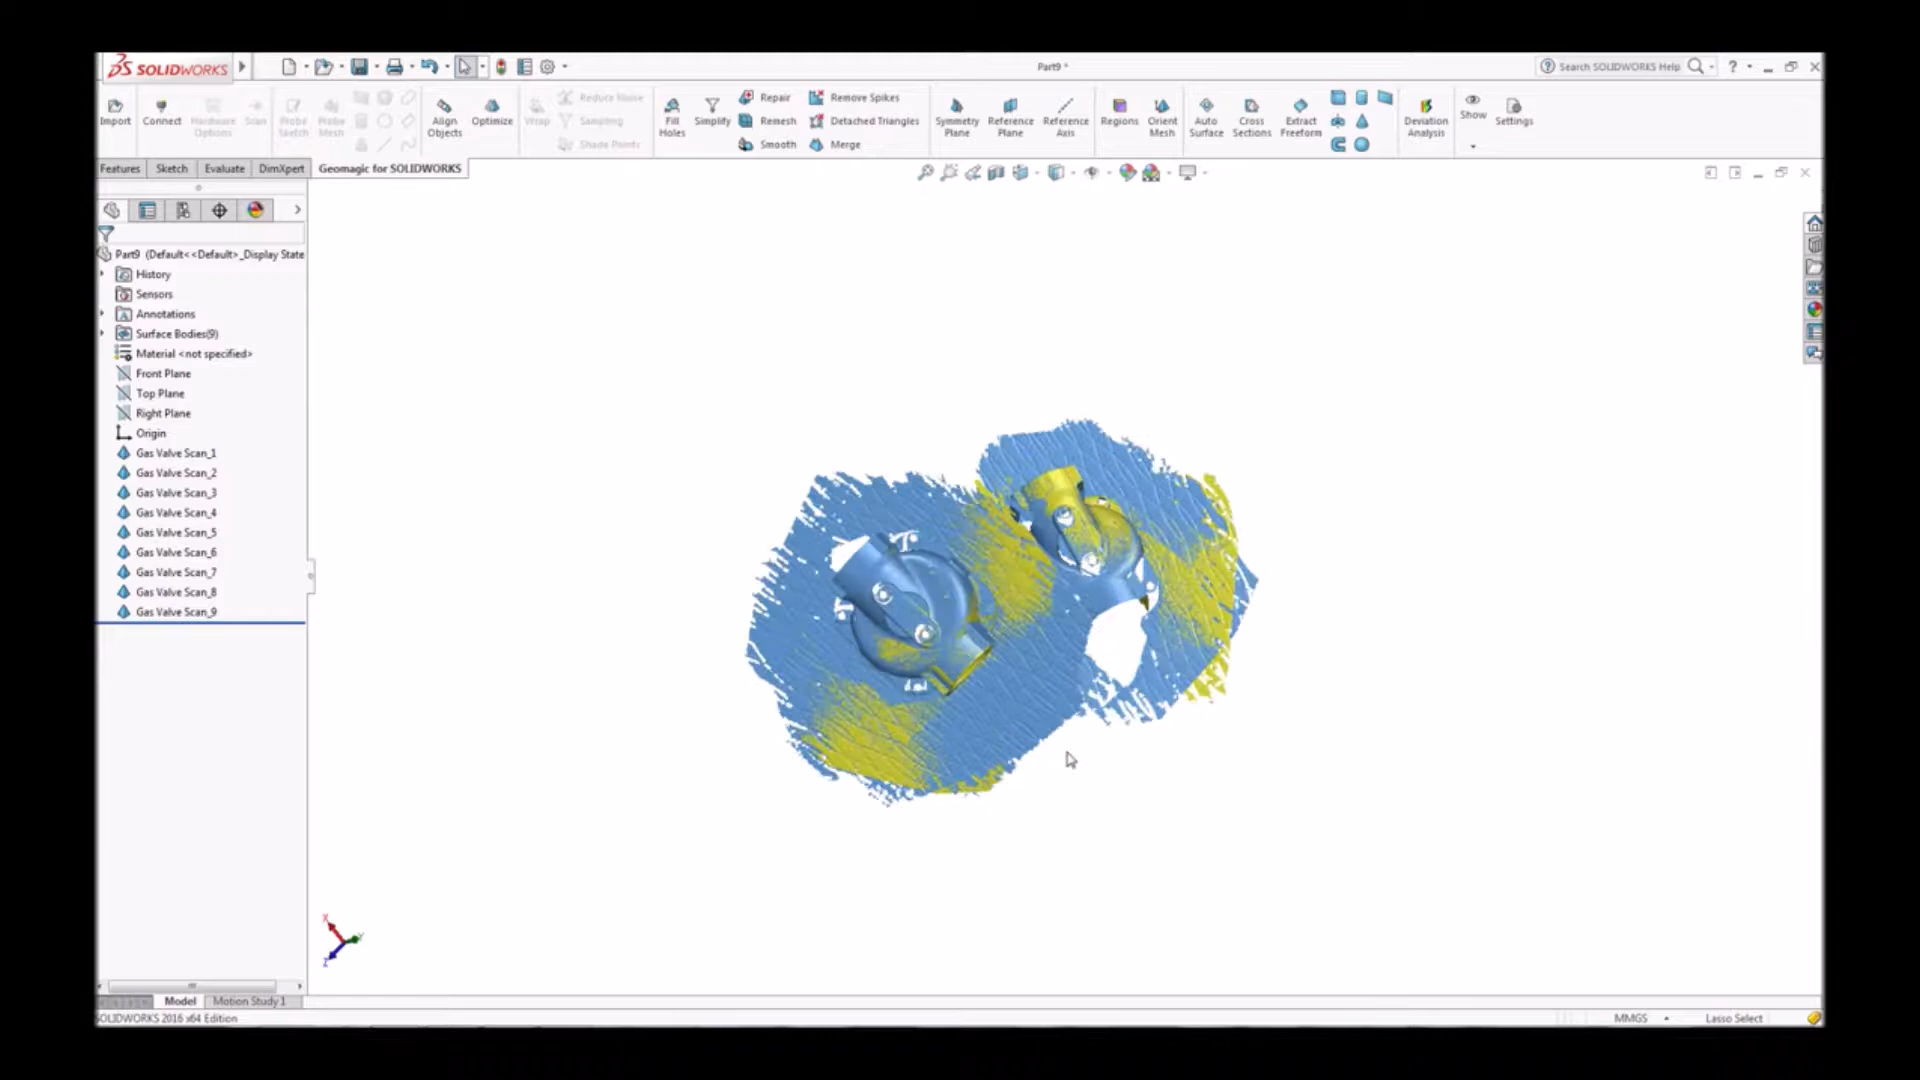 SOLIDWORKS
Part9 *
Search SOLIDWORKS Help
Import
Connect
Hardware Options
Scan
Probe Sketch
Probe Mesh
Align Objects
Optimize
Wrap
Reduce Noise
Sampling
Shade Points
Fill Holes
Simplify
Repair
Remesh
Smooth
Remove Spikes
Detached Triangles
Merge
Symmetry Plane
Reference Plane
Reference Axis
Regions
Orient Mesh
Auto Surface
Cross Sections
Extract Freeform
Deviation Analysis
Show
Settings
Features
Sketch
Evaluate
DimXpert
Geomagic for SOLIDWORKS
Part9 (Default<<Default>_Display State
History
Sensors
Annotations
Surface Bodies(9)
Material <not specified>
Front Plane
Top Plane
Right Plane
Origin
Gas Valve Scan_1
Gas Valve Scan_2
Gas Valve Scan_3
Gas Valve Scan_4
Gas Valve Scan_5
Gas Valve Scan_6
Gas Valve Scan_7
Gas Valve Scan_8
Gas Valve Scan_9
X
Y
Z
Model
Motion Study 1
SOLIDWORKS 2016 x64 Edition
MMGS
Lasso Select